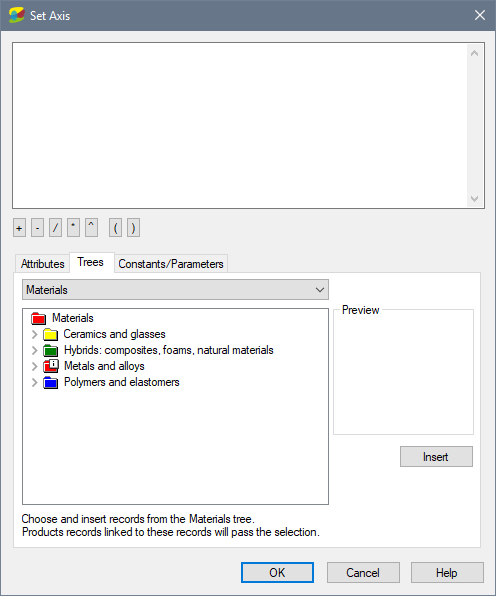 Set Axis
+ - / * ^ ( )
Attributes Trees Constants/Parameters
Materials
Preview
Materials
Ceramics and glasses
Hybrids: composites, foams, natural materials
Metals and alloys
Polymers and elastomers
Insert
Choose and insert records from the Materials tree.
Products records linked to these records will pass the selection.
OK Cancel Help